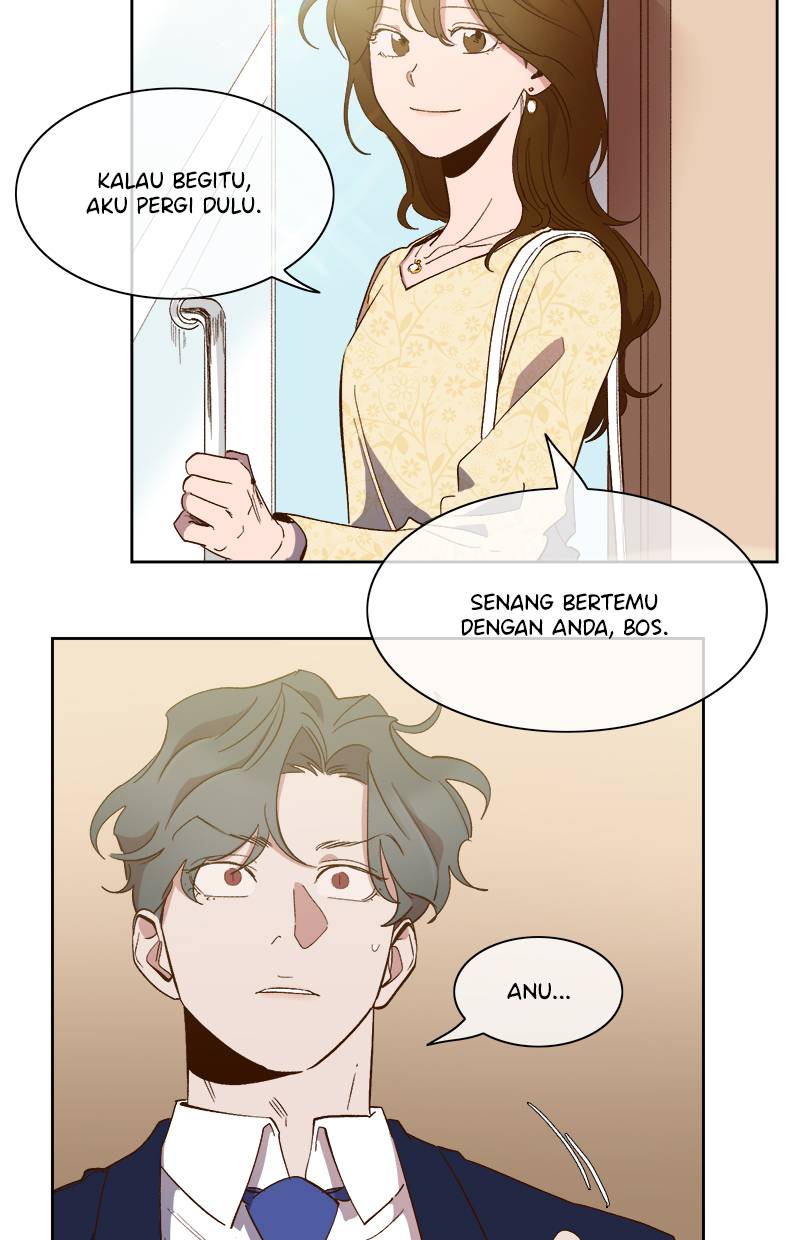 KALAU BEGITU,
AKU PERGI DULU.
SENANG BERTEMU
DENGAN ANDA, BOS.
ANU...